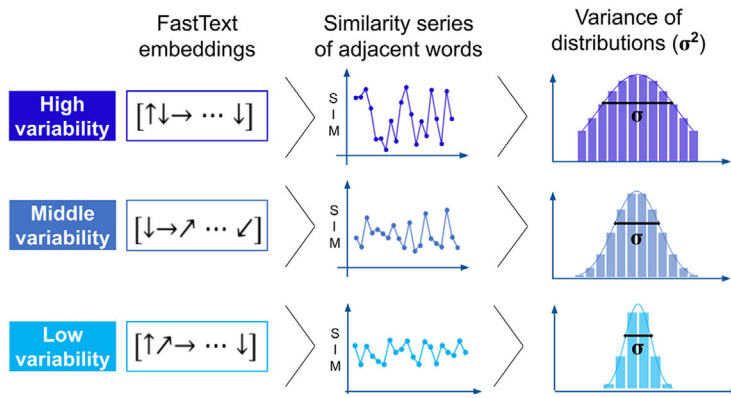 FastText
embeddings
Similarity series
of adjacent words
Variance of
distributions (σ²)
High
variability
[↑↓→ ··· ↓]
S
I
M
σ
Middle
variability
[↓→↗ ··· ↙]
S
I
M
σ
Low
variability
[↑↗→ ··· ↓]
S
I
M
σ